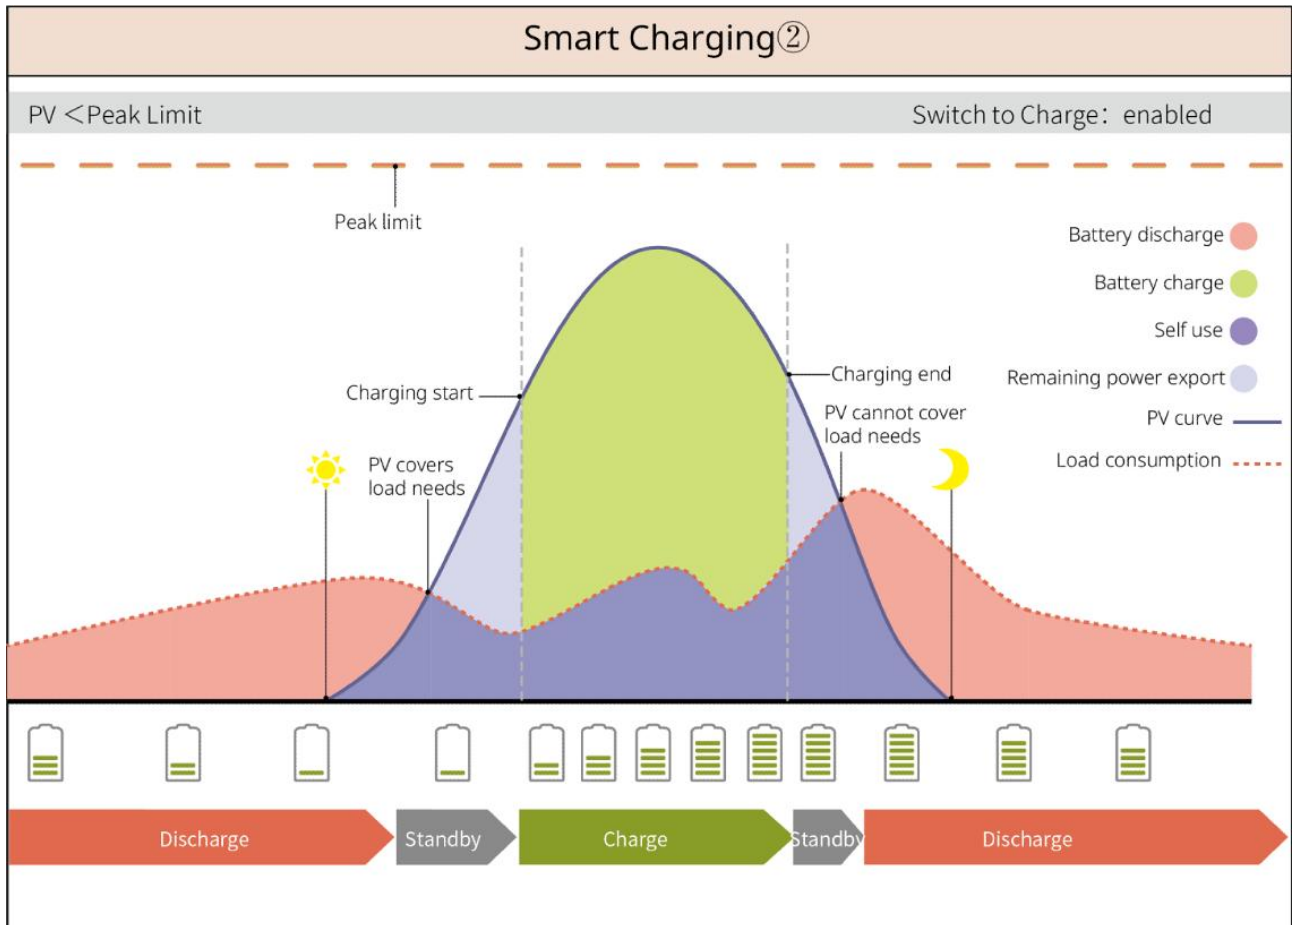 Smart Charging②
PV <Peak Limit
Switch to Charge: enabled
Peak limit
Battery discharge
Battery charge
Self use
Remaining power export
PV curve
Load consumption
Charging start
Charging end
PV cannot cover
load needs
PV covers
load needs
Discharge
Standby
Charge
Standby
Discharge